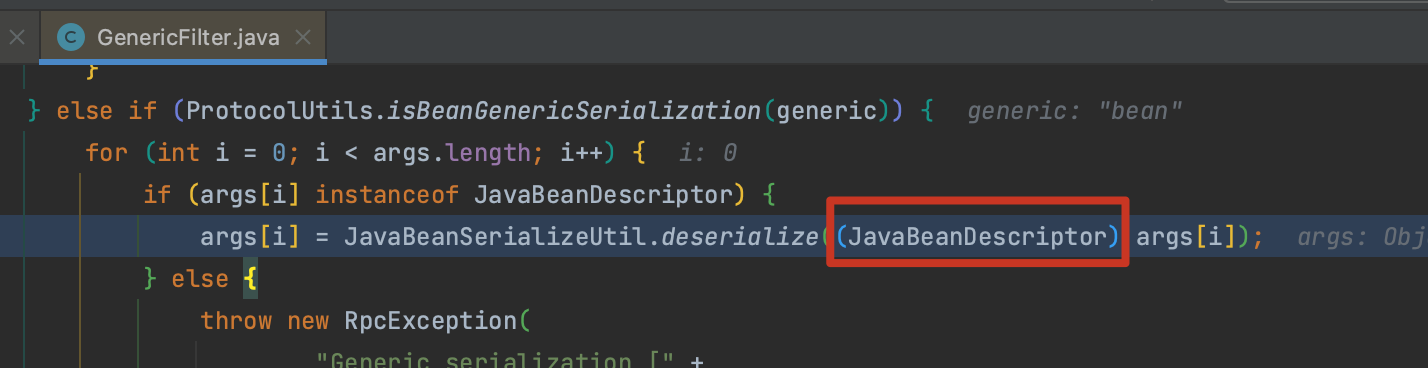 GenericFilter.java
}
} else if (ProtocolUtils.isBeanGenericSerialization(generic)) { generic: "bean"
for (int i = 0; i < args.length; i++) { i: 0
if (args[i] instanceof JavaBeanDescriptor) {
args[i] = JavaBeanSerializeUtil.deserialize((JavaBeanDescriptor) args[i]); args: Obj
} else {
throw new RpcException(
"Generic serialization [" +